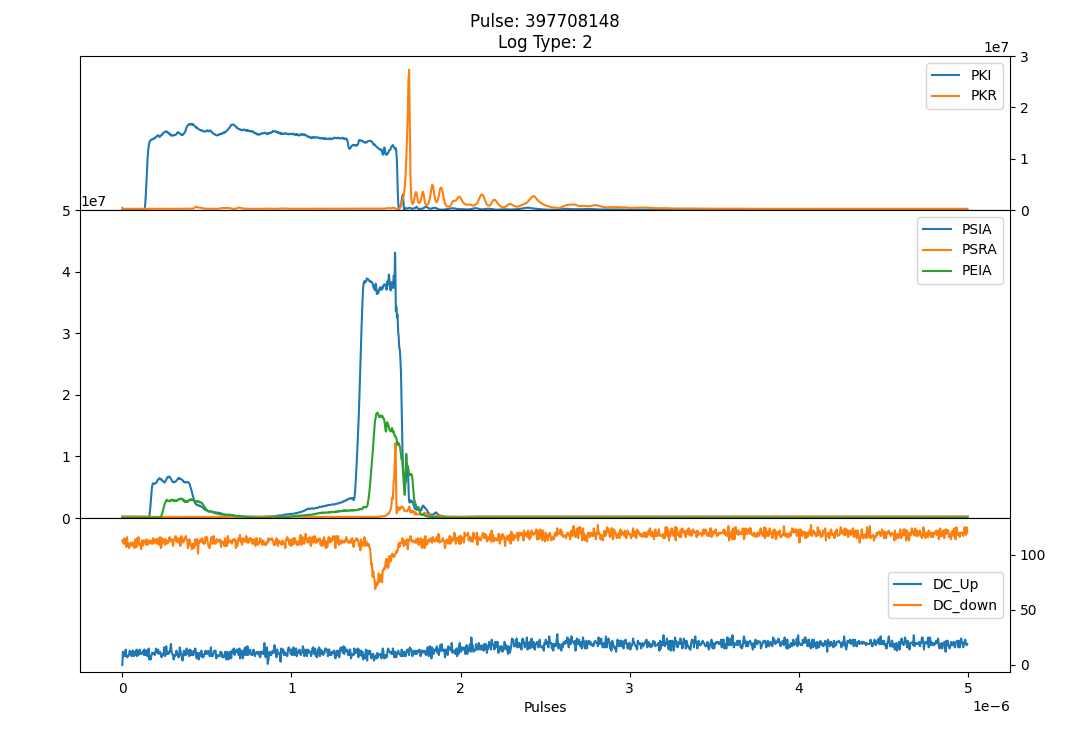 Pulse: 397708148
Log Type: 2
1e7
PKI
PKR
3
2
1
0
1e7
5
4
3
2
1
0
PSIA
PSRA
PEIA
100
50
0
DC_Up
DC_down
0 1 2 3 4 5
Pulses
1e−6